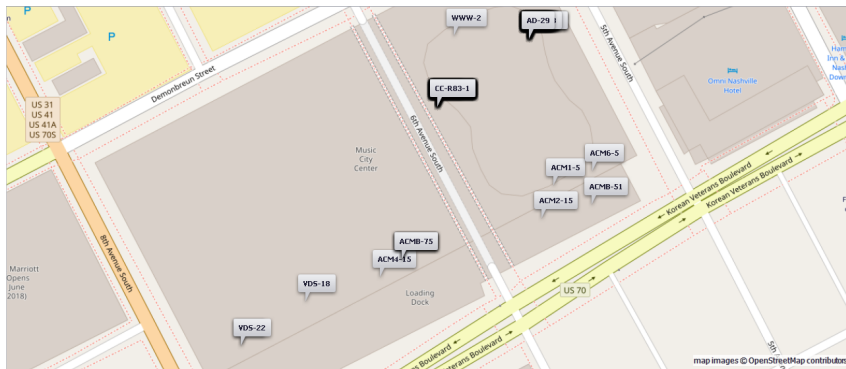 P
P
Demonbreun Street
US 31
US 41
US 41A
US 70S
8th Avenue South
Marriott
Opens
June
2018)
Music
City
Center
6th Avenue South
WWW-2
AD-29
CC-R83-1
5th Avenue South
Omni Nashville
Hotel
ACM6-5
ACM1-5
ACMB-51
ACM2-15
ACMB-75
ACM4-15
VDS-18
VDS-22
Loading
Dock
Korean Veterans Boulevard
Korean Veterans Boulevard
US 70
5th
map images © OpenStreetMap contributors